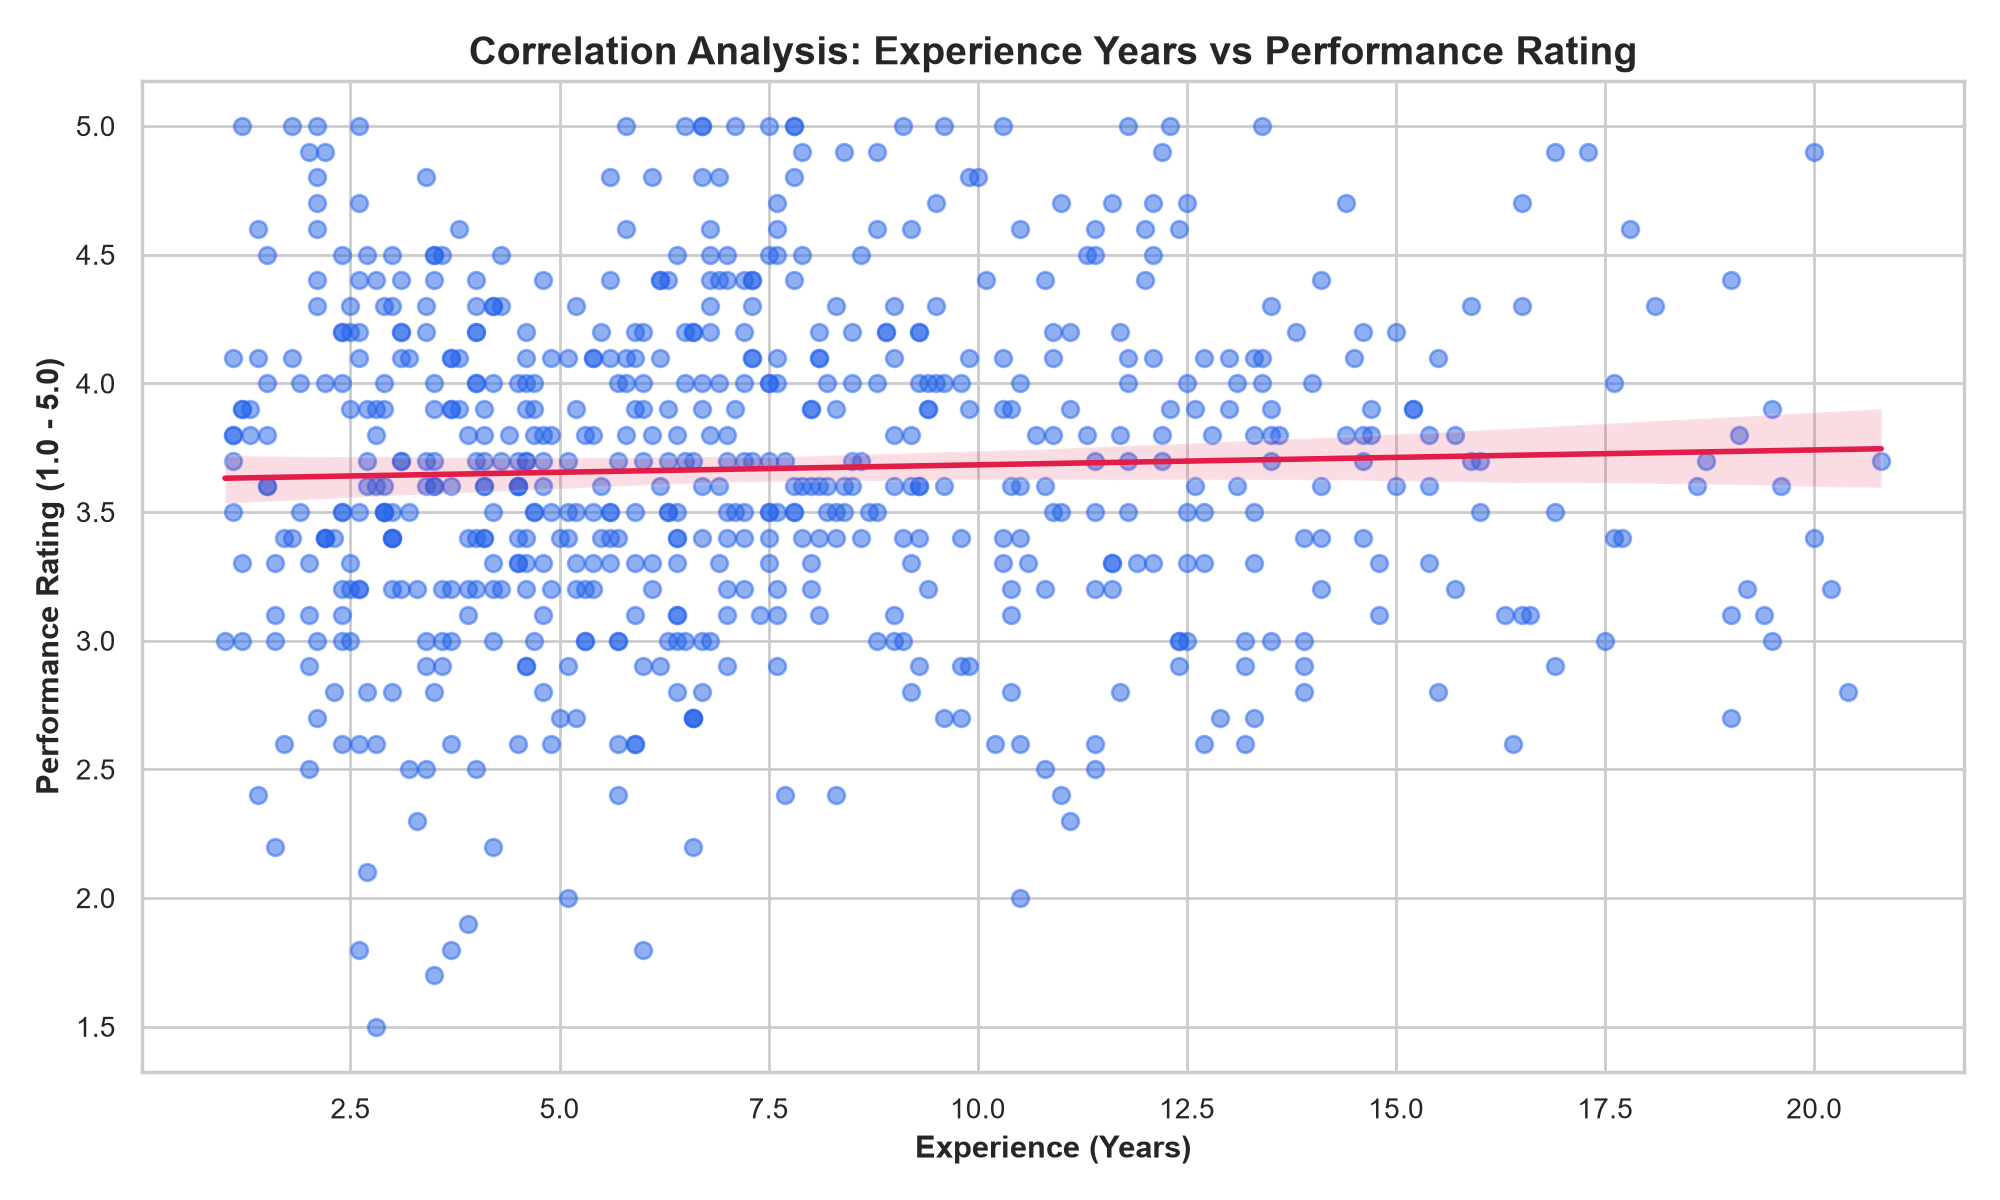 Correlation Analysis: Experience Years vs Performance Rating
Performance Rating (1.0 - 5.0)
5.0
4.5
4.0
3.5
3.0
2.5
2.0
1.5
2.5 5.0 7.5 10.0 12.5 15.0 17.5 20.0
Experience (Years)